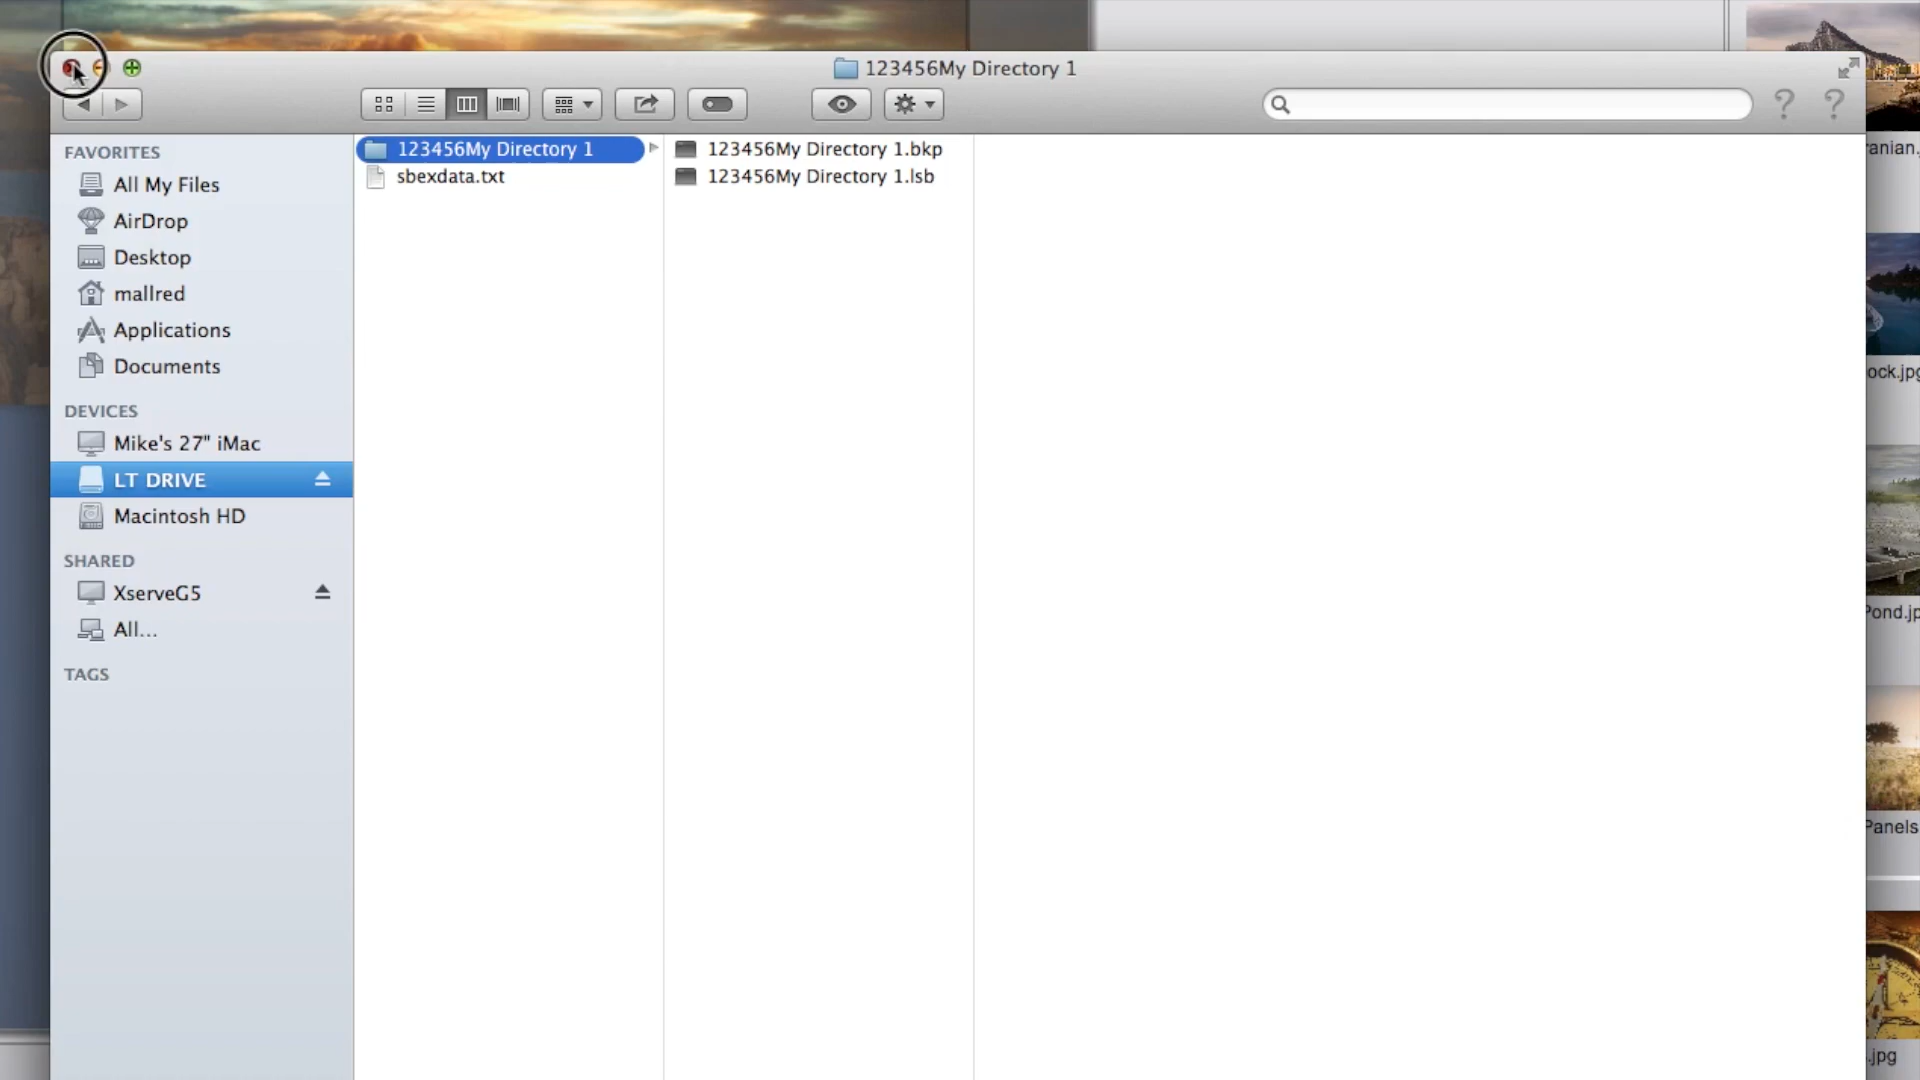 123456My Directory 1
FAVORITES
All My Files
AirDrop
Desktop
mallred
Applications
Documents
DEVICES
Mike's 27" iMac
LT DRIVE
Macintosh HD
SHARED
XserveG5
All...
TAGS
123456My Directory 1
sbexdata.txt
123456My Directory 1.bkp
123456My Directory 1.lsb
? ?
anian.
ock.jpg
Pond.jp
Panels
.jpg